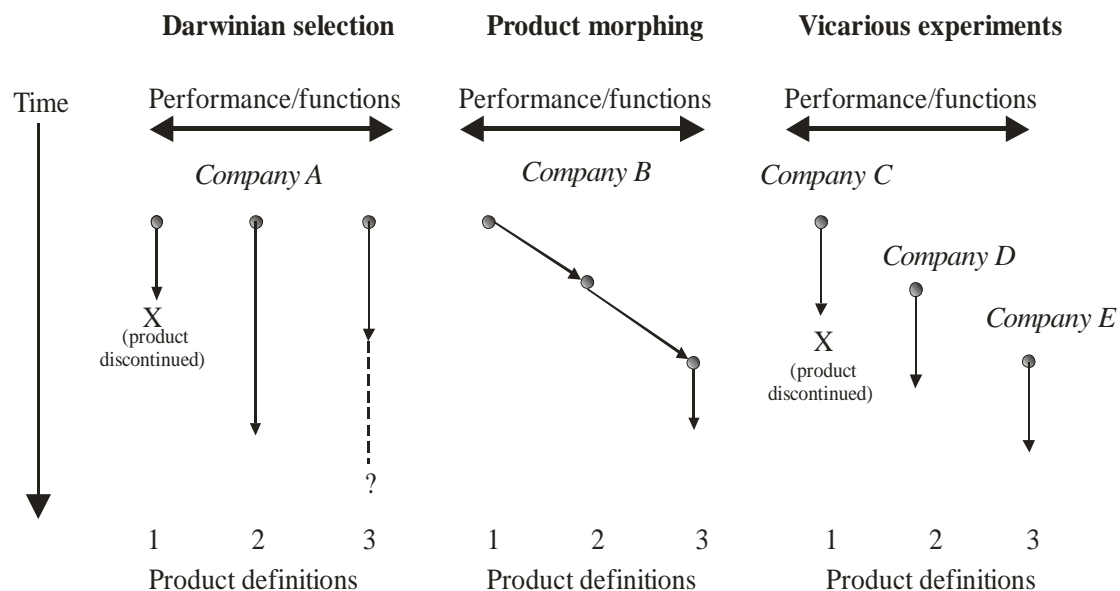 Darwinian selection
Product morphing
Vicarious experiments
Time
Performance/functions
Performance/functions
Performance/functions
Company A
Company B
Company C
Company D
Company E
X
(product
discontinued)
?
X
(product
discontinued)
1 2 3
1 2 3
1 2 3
Product definitions
Product definitions
Product definitions